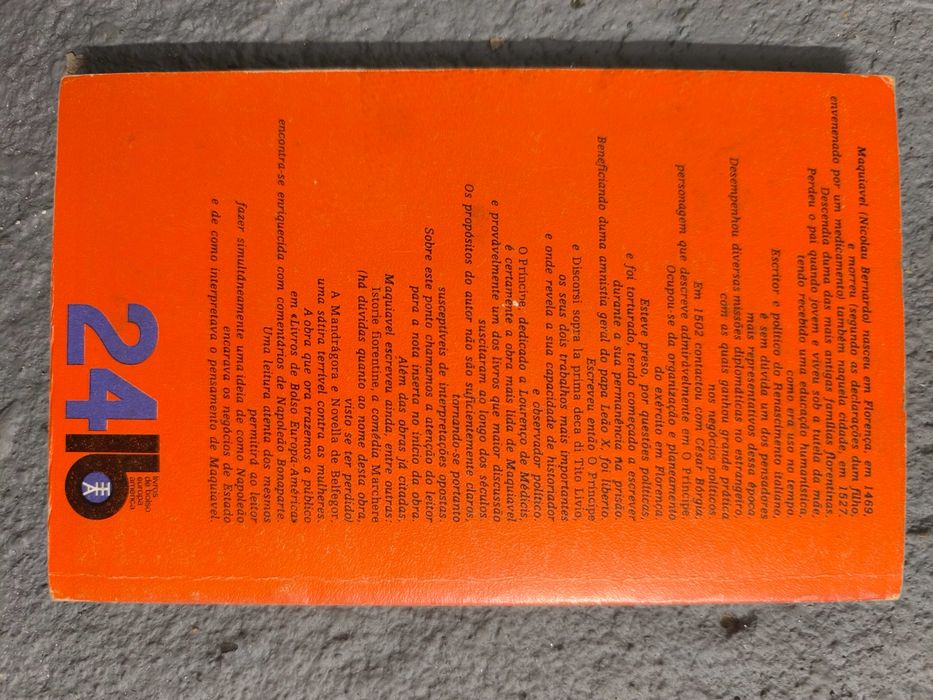 Maquiavel (Nicolau Bernardo nasceu em Florença, em 1469,
e morreu (segundo as declarações dum filho,
envenenado por um medicamento) também naquela cidade, em 1527.
Descendia duma das mais antigas famílias florentinas.
Perdeu o pai quando jovem e viveu sob a tutela da mãe,
tendo recebido uma educação humanística,
como era uso no tempo.
Escritor e político do Renascimento italiano,
é sem dúvida um dos pensadores
mais representativos dessa época
Desempenhou diversas missões diplomáticas no estrangeiro
com as quais ganhou grande prática
nos negócios políticos
Em 1502 contactou com César Bórgia,
personagem que descreve admiràvelmente em O Príncipe
Ocupou-se da organização e aprovisionamento
do exército em Florença
Esteve preso, por questões políticas,
e foi torturado, tendo começado a escrever
durante a sua permanência na prisão.
Beneficiando duma amnistia geral do papa Leão X, foi liberto.
Escreveu então O Príncipe
e Discorsi sopra la prima deca di Tito Lívio,
os seus dois trabalhos mais importantes
e onde revela a sua capacidade de historiador
e observador político.
O Príncipe, dedicado a Lourenço de Médicis,
é certamente a obra mais lida de Maquiavel
e provàvelmente um dos livros que maior discussão
suscitaram ao longo dos séculos
Os propósitos do autor não são suficientemente claros,
tornando-se portanto
susceptíveis de interpretações opostas.
Sobre este ponto chamamos a atenção do leitor
para a nota inserta no início da obra
Além das obras já citadas,
Maquiavel escreveu ainda, entre outras:
Istorie fiorentine, a comédia Marchere
(há dúvidas quanto ao nome desta obra,
visto se ter perdido)
A Mandrágora e Novella de Belfegor,
uma sátira terrível contra as mulheres.
A obra que ora trazemos a público
em «Livros de Bolso Europa-América»
encontra-se enriquecida com comentários de Napoleão Bonaparte.
Uma leitura atenta dos mesmos
permitirá ao leitor
fazer simultâneamente uma ideia de como Napoleão
encarava os negócios de Estado
e de como interpretava o pensamento de Maquiavel.
24 lb
livros
de bolso
europa
américa
EA